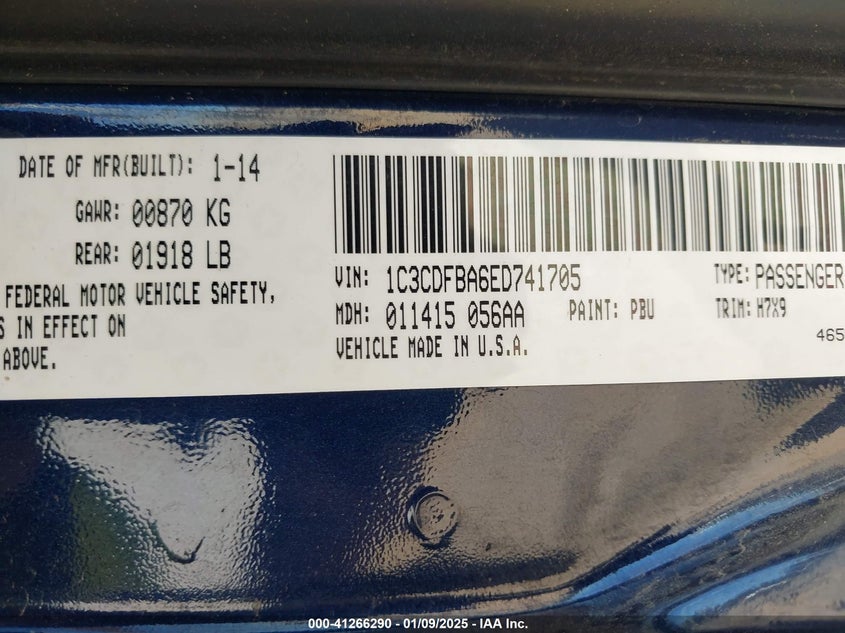 DATE OF MFR(BUILT): 1-14
GAWR: 00870 KG
REAR: 01918 LB
FEDERAL MOTOR VEHICLE SAFETY,
S IN EFFECT ON
ABOVE.
VIN: 1C3CDFBA6ED741705
TYPE: PASSENGER
MDH: 011415 056AA
PAINT: PBU
TRIM: H7X9
VEHICLE MADE IN U.S.A.
465
000-41266290 - 01/09/2025 - IAA Inc.